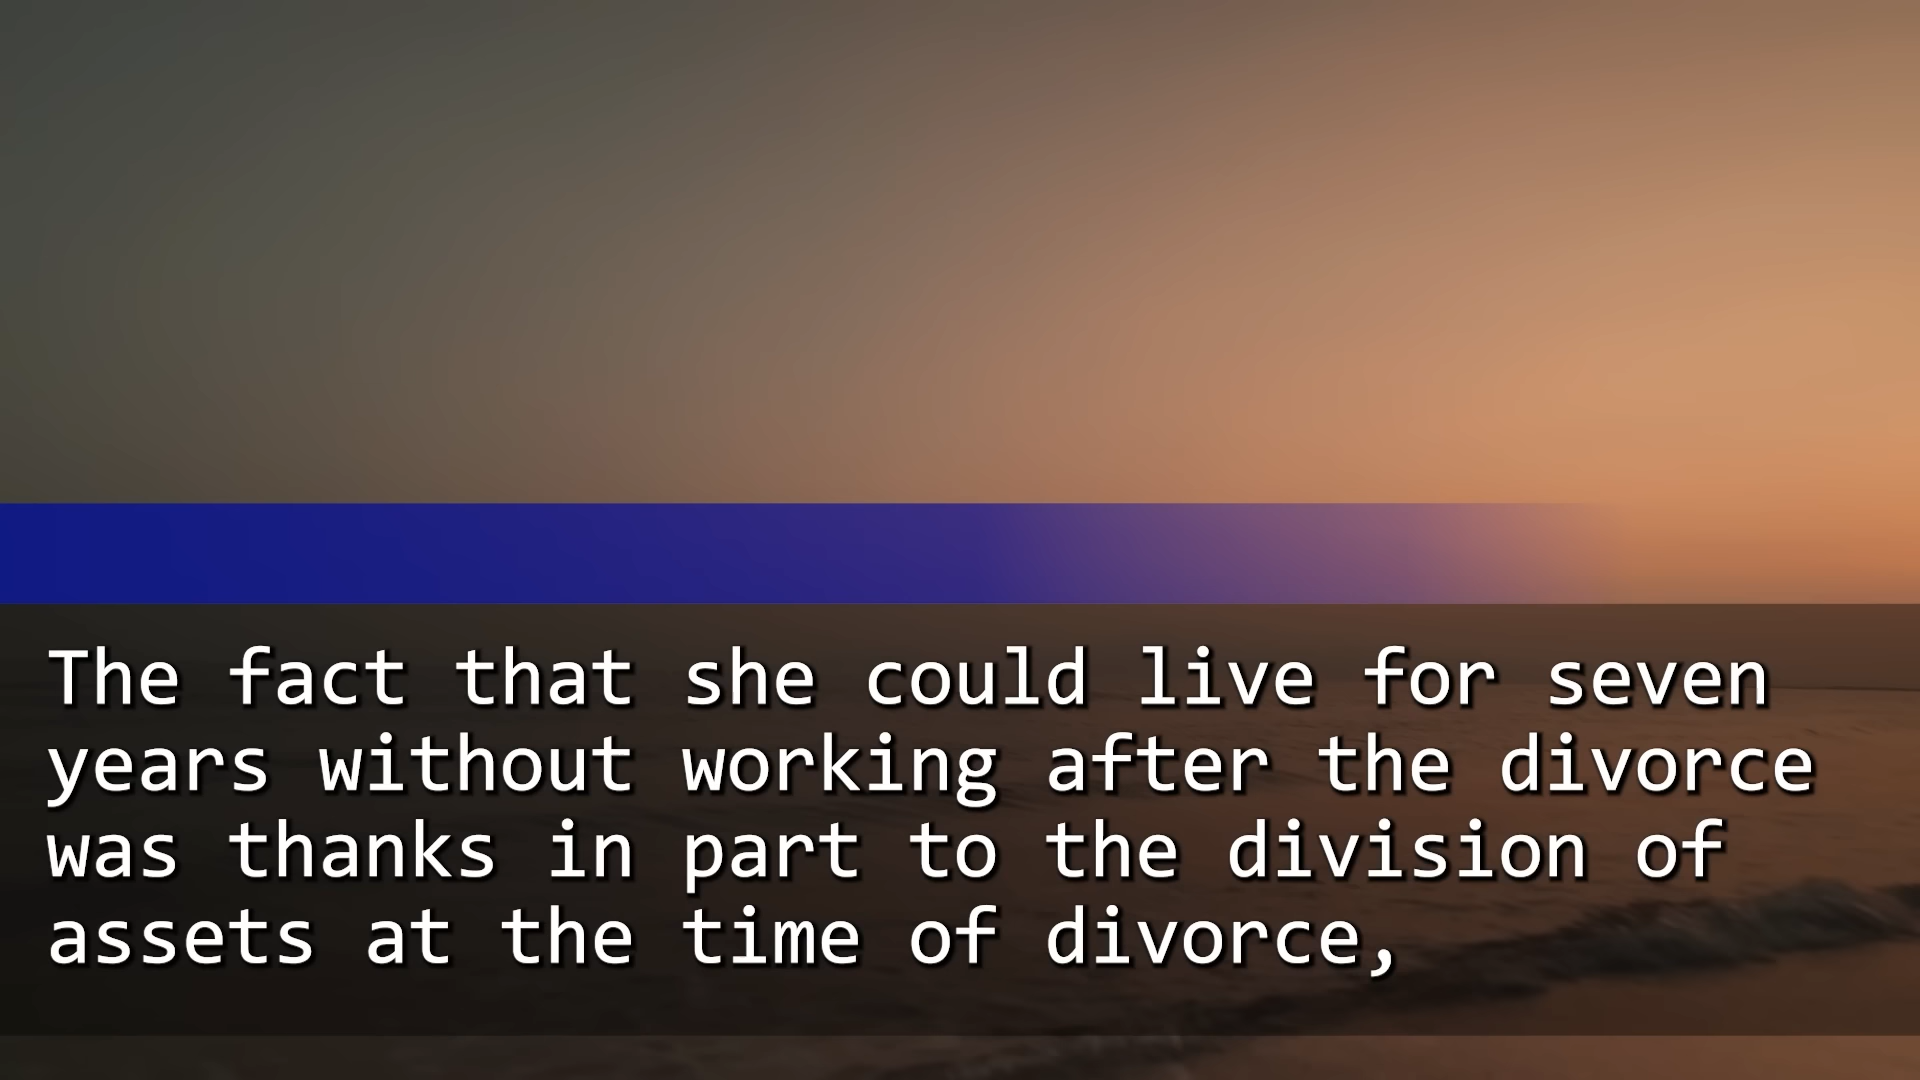 The fact that she could live for seven
years without working after the divorce
was thanks in part to the division of
assets at the time of divorce,